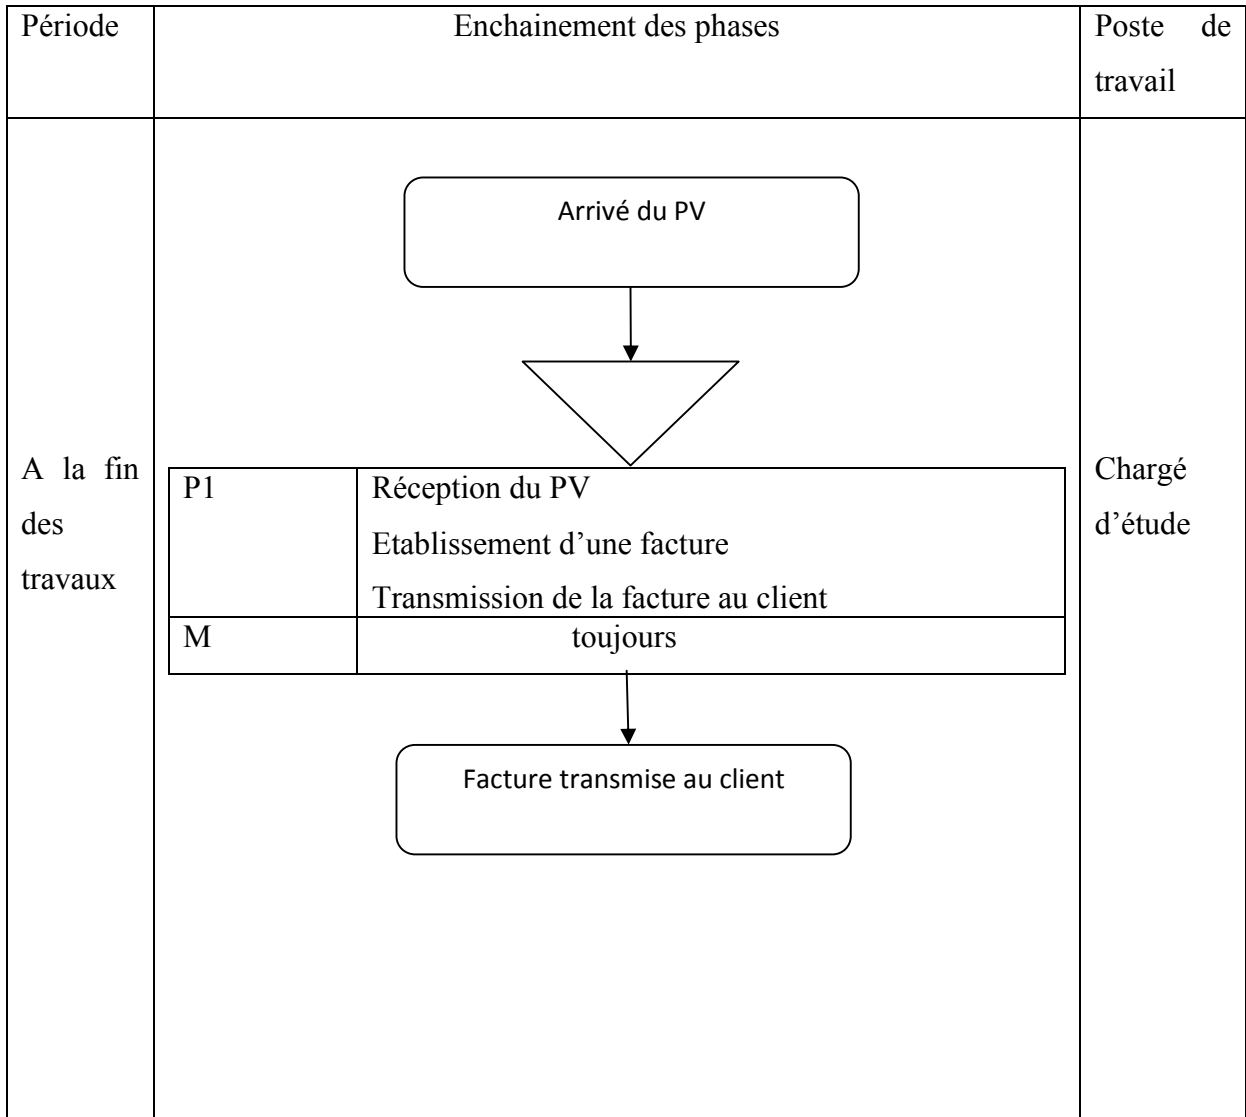 Période
Enchainement des phases
Poste de
travail
Arrivé du PV
A la fin
des
travaux
P1
Réception du PV
Etablissement d’une facture
Transmission de la facture au client
M
toujours
Chargé
d’étude
Facture transmise au client